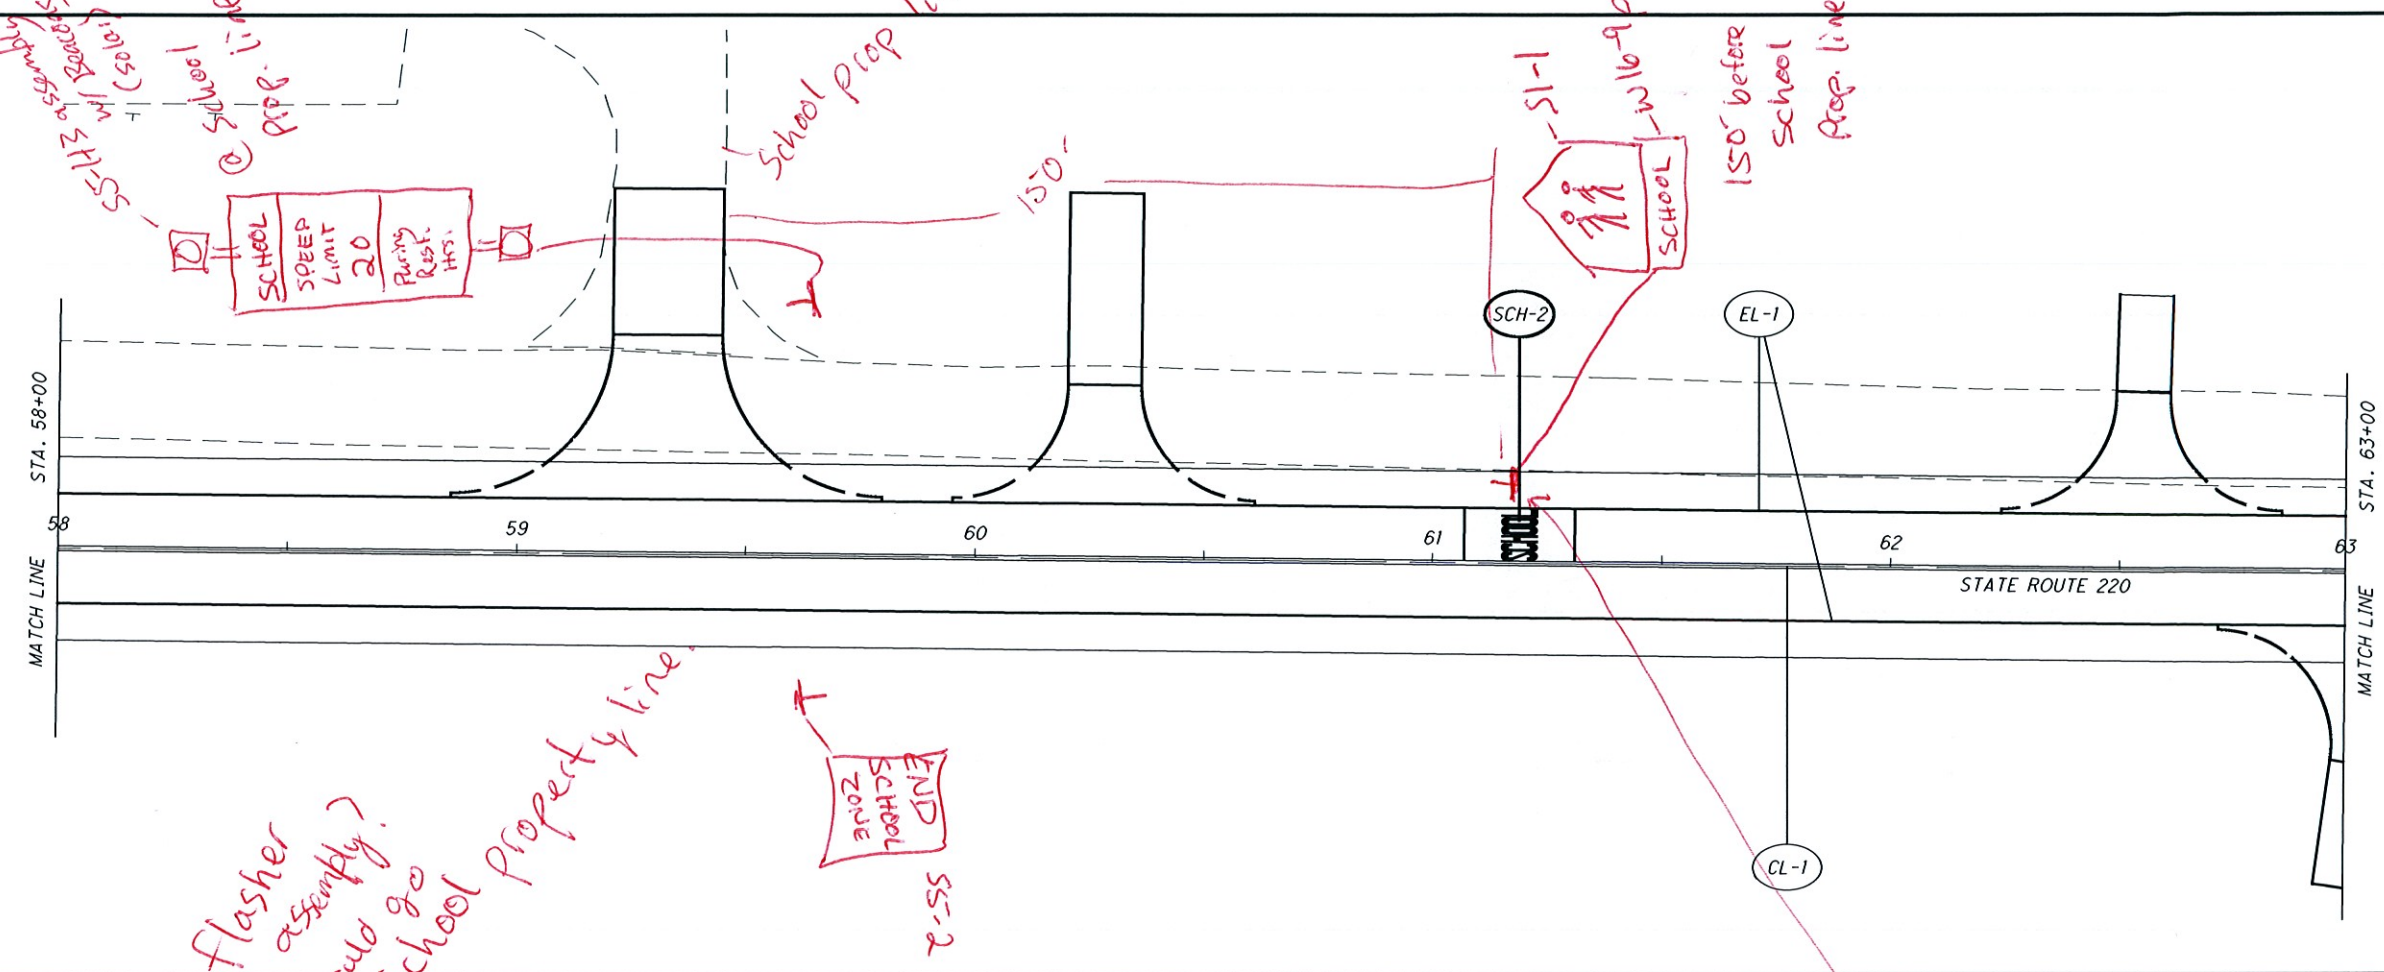 S5-H3 assembly
w/ Beacons
(solar)
@ School
prop. line
SCHOOL
SPEED
LIMIT
20
During
Rest.
Hrs.
School prop
150'
S1-1
W16-9P
SCHOOL
150' before
School
prop. line
SCH-2
EL-1
STA. 58+00
STA. 63+00
58
59
60
61
62
63
SCHOOL
STATE ROUTE 220
MATCH LINE
MATCH LINE
CL-1
END
SCHOOL
ZONE
S5-2
flasher
assembly?
go
School property line.